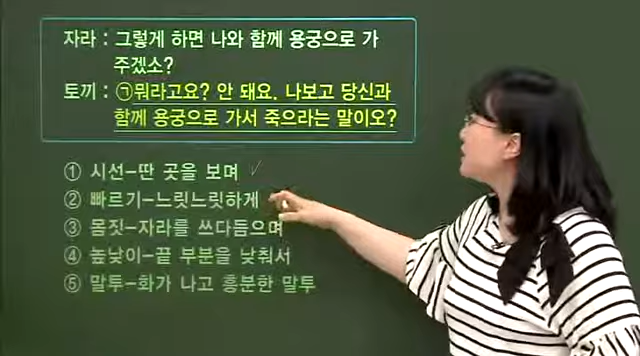 자라 : 그렇게 하면 나와 함께 용궁으로 가
주겠소?
토끼 : ㉠뭐라고요? 안 돼요. 나보고 당신과
함께 용궁으로 가서 죽으라는 말이오?
① 시선-딴 곳을 보며
② 빠르기-느릿느릿하게
③ 몸짓-자라를 쓰다듬으며
④ 높낮이-끝 부분을 낮춰서
⑤ 말투-화가 나고 흥분한 말투